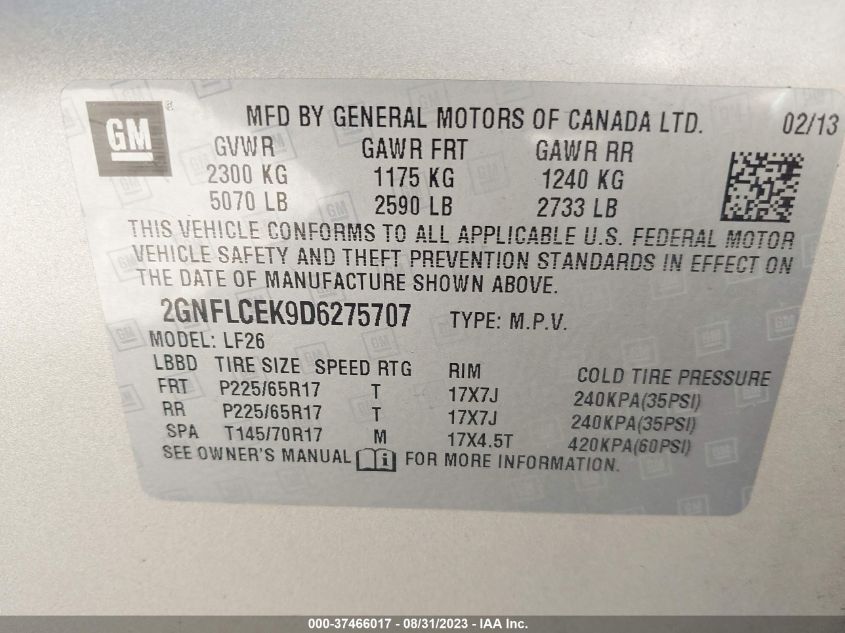 GM ®
MFD BY GENERAL MOTORS OF CANADA LTD. 02/13
GVWR GAWR FRT GAWR RR
2300 KG 1175 KG 1240 KG
5070 LB 2590 LB 2733 LB
THIS VEHICLE CONFORMS TO ALL APPLICABLE U.S. FEDERAL MOTOR
VEHICLE SAFETY AND THEFT PREVENTION STANDARDS IN EFFECT ON
THE DATE OF MANUFACTURE SHOWN ABOVE.
2GNFLCEK9D6275707 TYPE: M.P.V.
MODEL: LF26
LBBD TIRE SIZE SPEED RTG RIM COLD TIRE PRESSURE
FRT P225/65R17 T 17X7J 240KPA(35PSI)
RR P225/65R17 T 17X7J 240KPA(35PSI)
SPA T145/70R17 M 17X4.5T 420KPA(60PSI)
SEE OWNER'S MANUAL i FOR MORE INFORMATION.
000-37466017 - 08/31/2023 - IAA Inc.